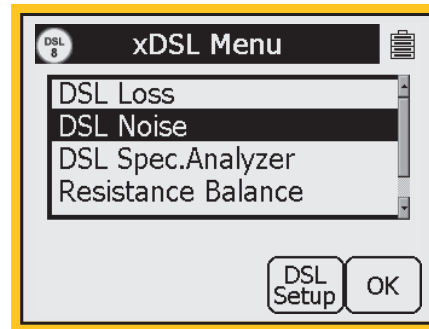 DSL 8
xDSL Menu
DSL Loss
DSL Noise
DSL Spec.Analyzer
Resistance Balance
DSL
Setup
OK